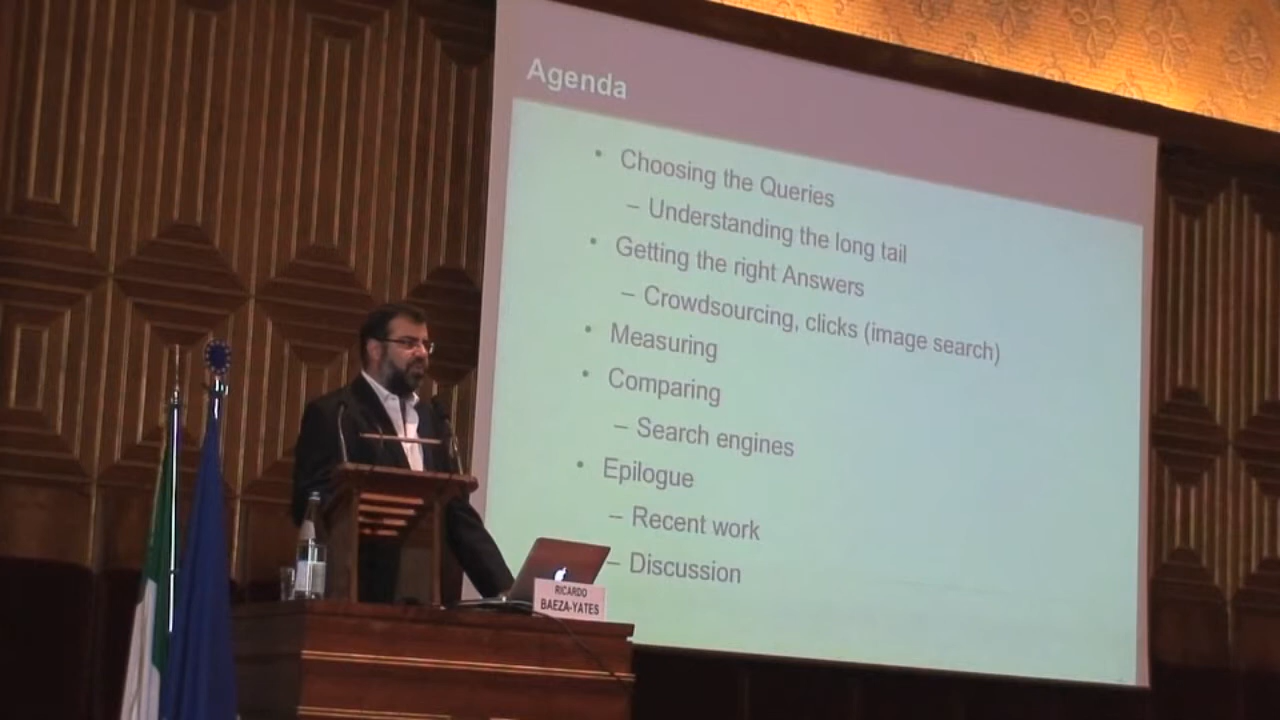 Agenda
• Choosing the Queries
– Understanding the long tail
• Getting the right Answers
– Crowdsourcing, clicks (image search)
• Measuring
• Comparing
– Search engines
• Epilogue
– Recent work
– Discussion
RICARDO
BAEZA-YATES